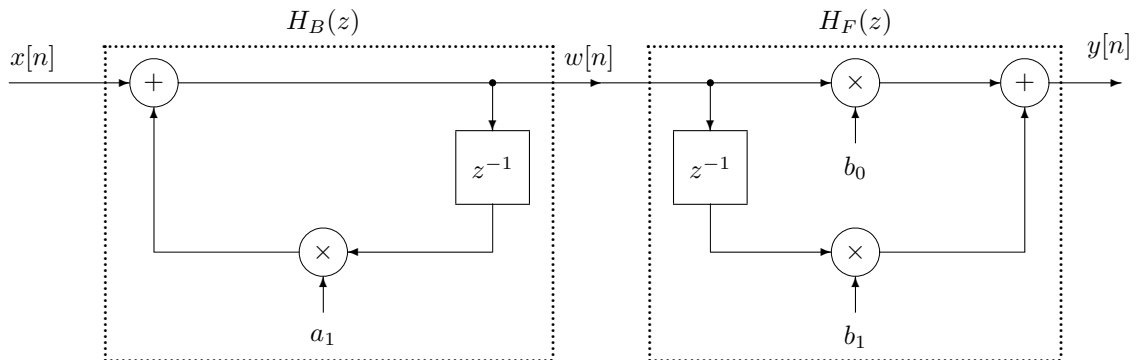 H_B(z) H_F(z)
x[n] w[n] y[n]
+ × +
z^{-1} z^{-1}
b_0
× ×
a_1 b_1